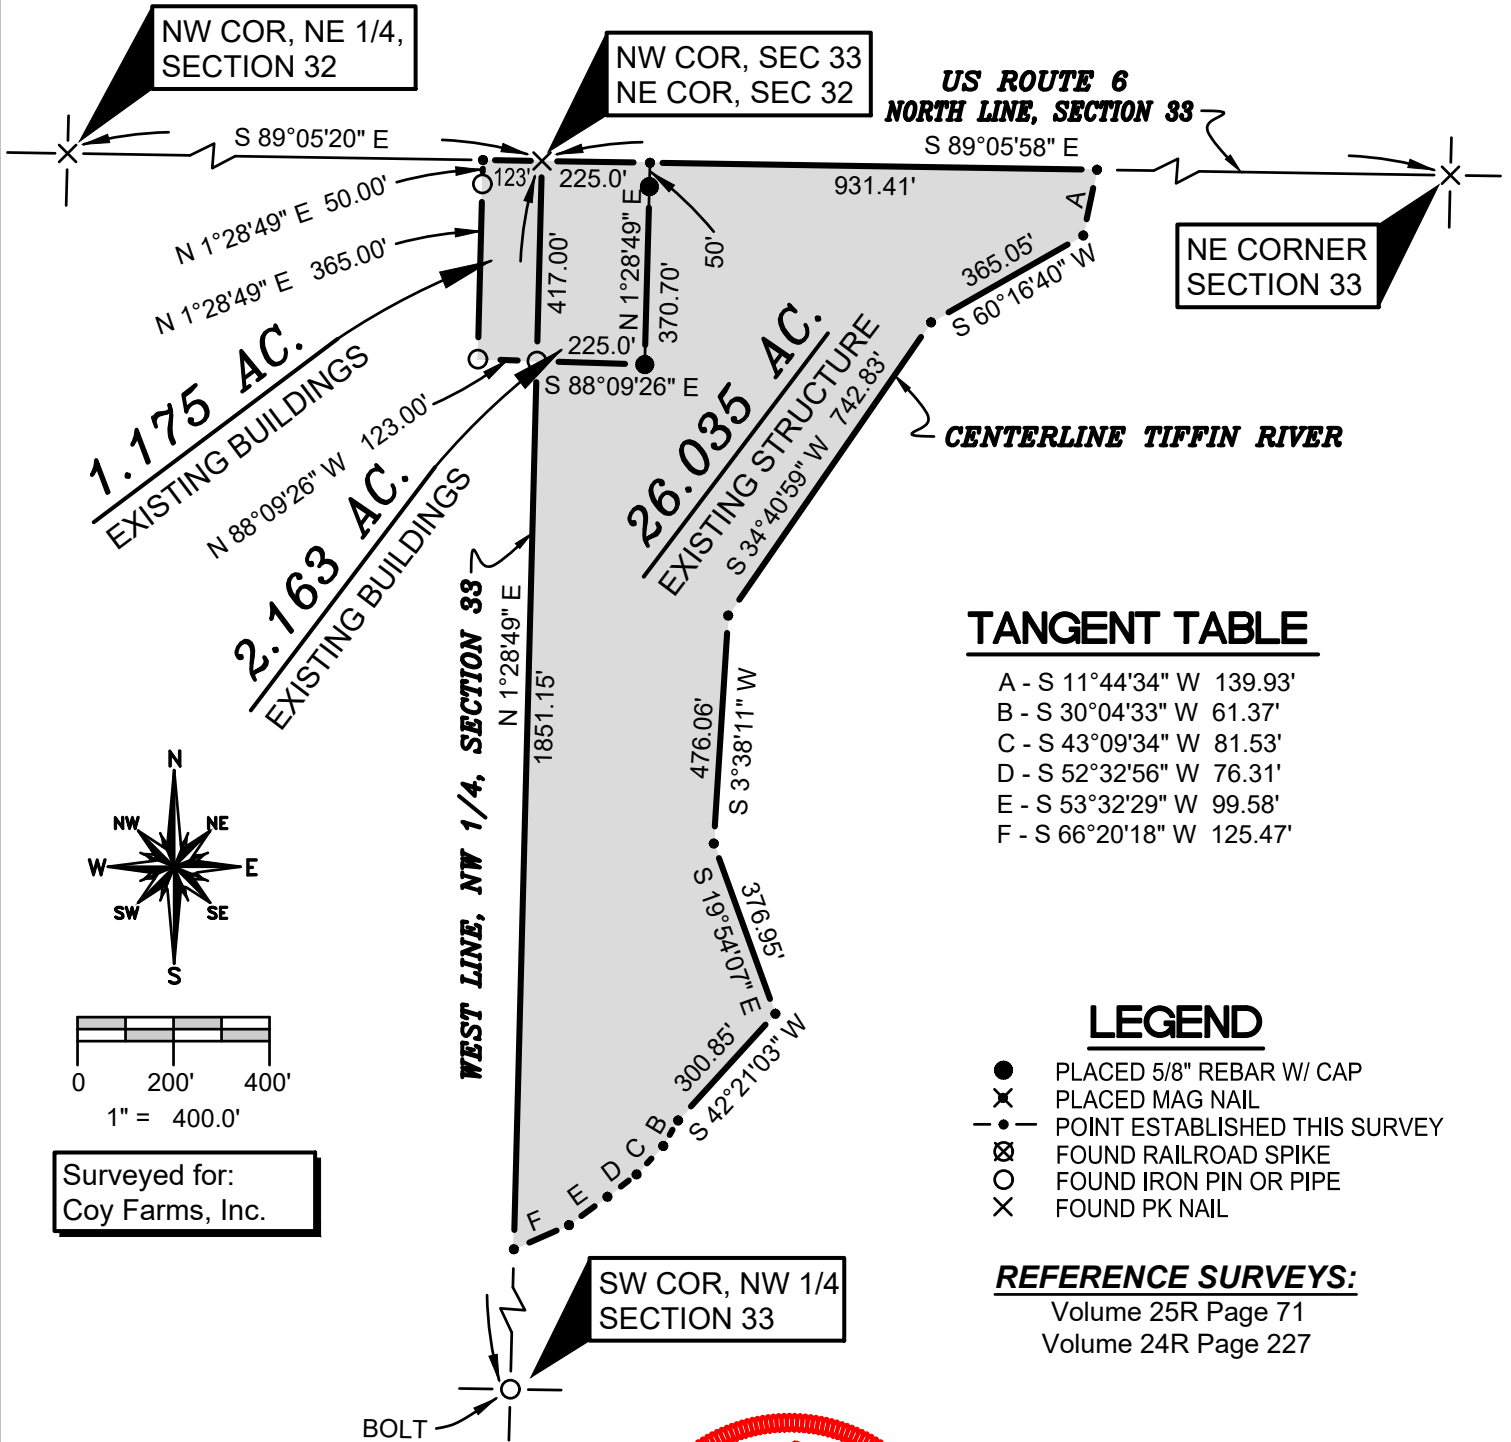 NW COR, NE 1/4,
SECTION 32
NW COR, SEC 33
NE COR, SEC 32
US ROUTE 6
NORTH LINE, SECTION 33
S 89°05'20" E
S 89°05'58" E
123'
225.0'
931.41'
N 1°28'49" E 50.00'
N 1°28'49" E 365.00'
417.00'
N 1°28'49" E
370.70'
50'
A
365.05'
S 60°16'40" W
NE CORNER
SECTION 33
225.0'
S 88°09'26" E
1.175 AC.
EXISTING BUILDINGS
N 88°09'26" W 123.00'
2.163 AC.
EXISTING BUILDINGS
26.035 AC.
EXISTING STRUCTURE
S 34°40'59" W 742.83'
CENTERLINE TIFFIN RIVER
WEST LINE, NW 1/4, SECTION 33
N 1°28'49" E
1851.15'
476.06'
S 3°38'11" W
TANGENT TABLE
A - S 11°44'34" W 139.93'
B - S 30°04'33" W 61.37'
C - S 43°09'34" W 81.53'
D - S 52°32'56" W 76.31'
E - S 53°32'29" W 99.58'
F - S 66°20'18" W 125.47'
N
NW
NE
W
E
SW
SE
S
376.95'
S 19°54'07" E
300.85'
S 42°21'03" W
B
C
D
E
F
0 200' 400'
1" = 400.0'
Surveyed for:
Coy Farms, Inc.
LEGEND
PLACED 5/8" REBAR W/ CAP
PLACED MAG NAIL
POINT ESTABLISHED THIS SURVEY
FOUND RAILROAD SPIKE
FOUND IRON PIN OR PIPE
FOUND PK NAIL
SW COR, NW 1/4
SECTION 33
REFERENCE SURVEYS:
Volume 25R Page 71
Volume 24R Page 227
BOLT